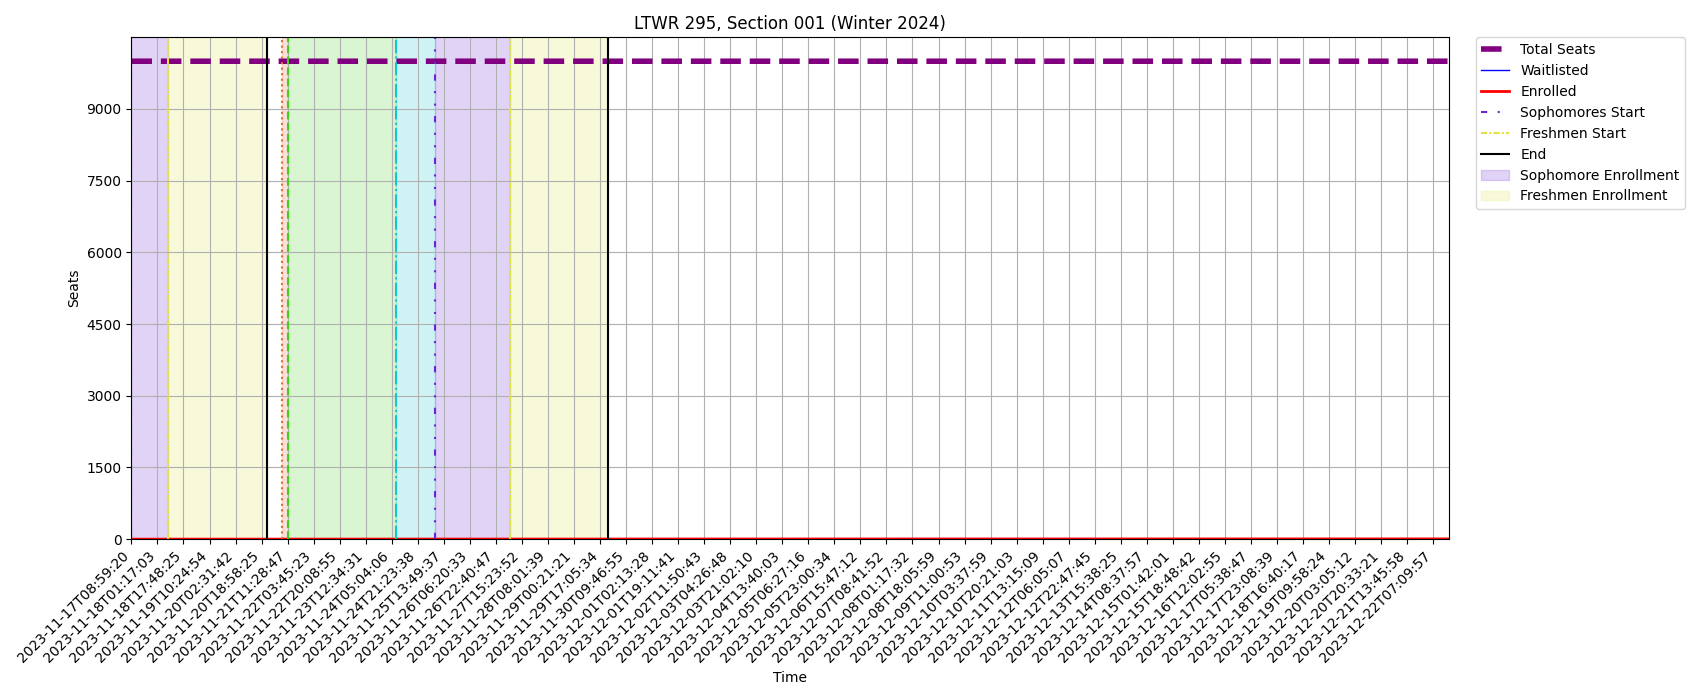 LTWR 295, Section 001 (Winter 2024)
Total Seats
Waitlisted
Enrolled
Sophomores Start
Freshmen Start
End
Sophomore Enrollment
Freshmen Enrollment
Seats
9000
7500
6000
4500
3000
1500
0
2023-11-17T08:59:20
2023-11-18T01:17:03
2023-11-18T17:48:25
2023-11-19T10:24:54
2023-11-20T02:31:42
2023-11-20T18:58:25
2023-11-21T11:28:47
2023-11-22T03:45:23
2023-11-22T20:08:55
2023-11-23T12:34:31
2023-11-24T05:04:06
2023-11-24T21:23:38
2023-11-25T13:49:37
2023-11-26T06:20:33
2023-11-26T22:40:47
2023-11-27T15:23:52
2023-11-28T08:01:39
2023-11-29T00:21:21
2023-11-29T17:05:34
2023-11-30T09:46:55
2023-12-01T02:13:28
2023-12-01T19:11:41
2023-12-02T11:50:43
2023-12-03T04:26:48
2023-12-03T21:02:10
2023-12-04T13:40:03
2023-12-05T06:27:16
2023-12-05T23:00:34
2023-12-06T15:47:12
2023-12-07T08:41:52
2023-12-08T01:17:32
2023-12-08T18:05:59
2023-12-09T11:00:53
2023-12-10T03:37:59
2023-12-10T20:21:03
2023-12-11T13:15:09
2023-12-12T06:05:07
2023-12-12T22:47:45
2023-12-13T15:38:25
2023-12-14T08:37:57
2023-12-15T01:42:01
2023-12-15T18:48:42
2023-12-16T12:02:55
2023-12-17T05:38:47
2023-12-17T23:08:39
2023-12-18T16:40:17
2023-12-19T09:58:24
2023-12-20T03:05:12
2023-12-20T20:33:21
2023-12-21T13:45:58
2023-12-22T07:09:57
Time